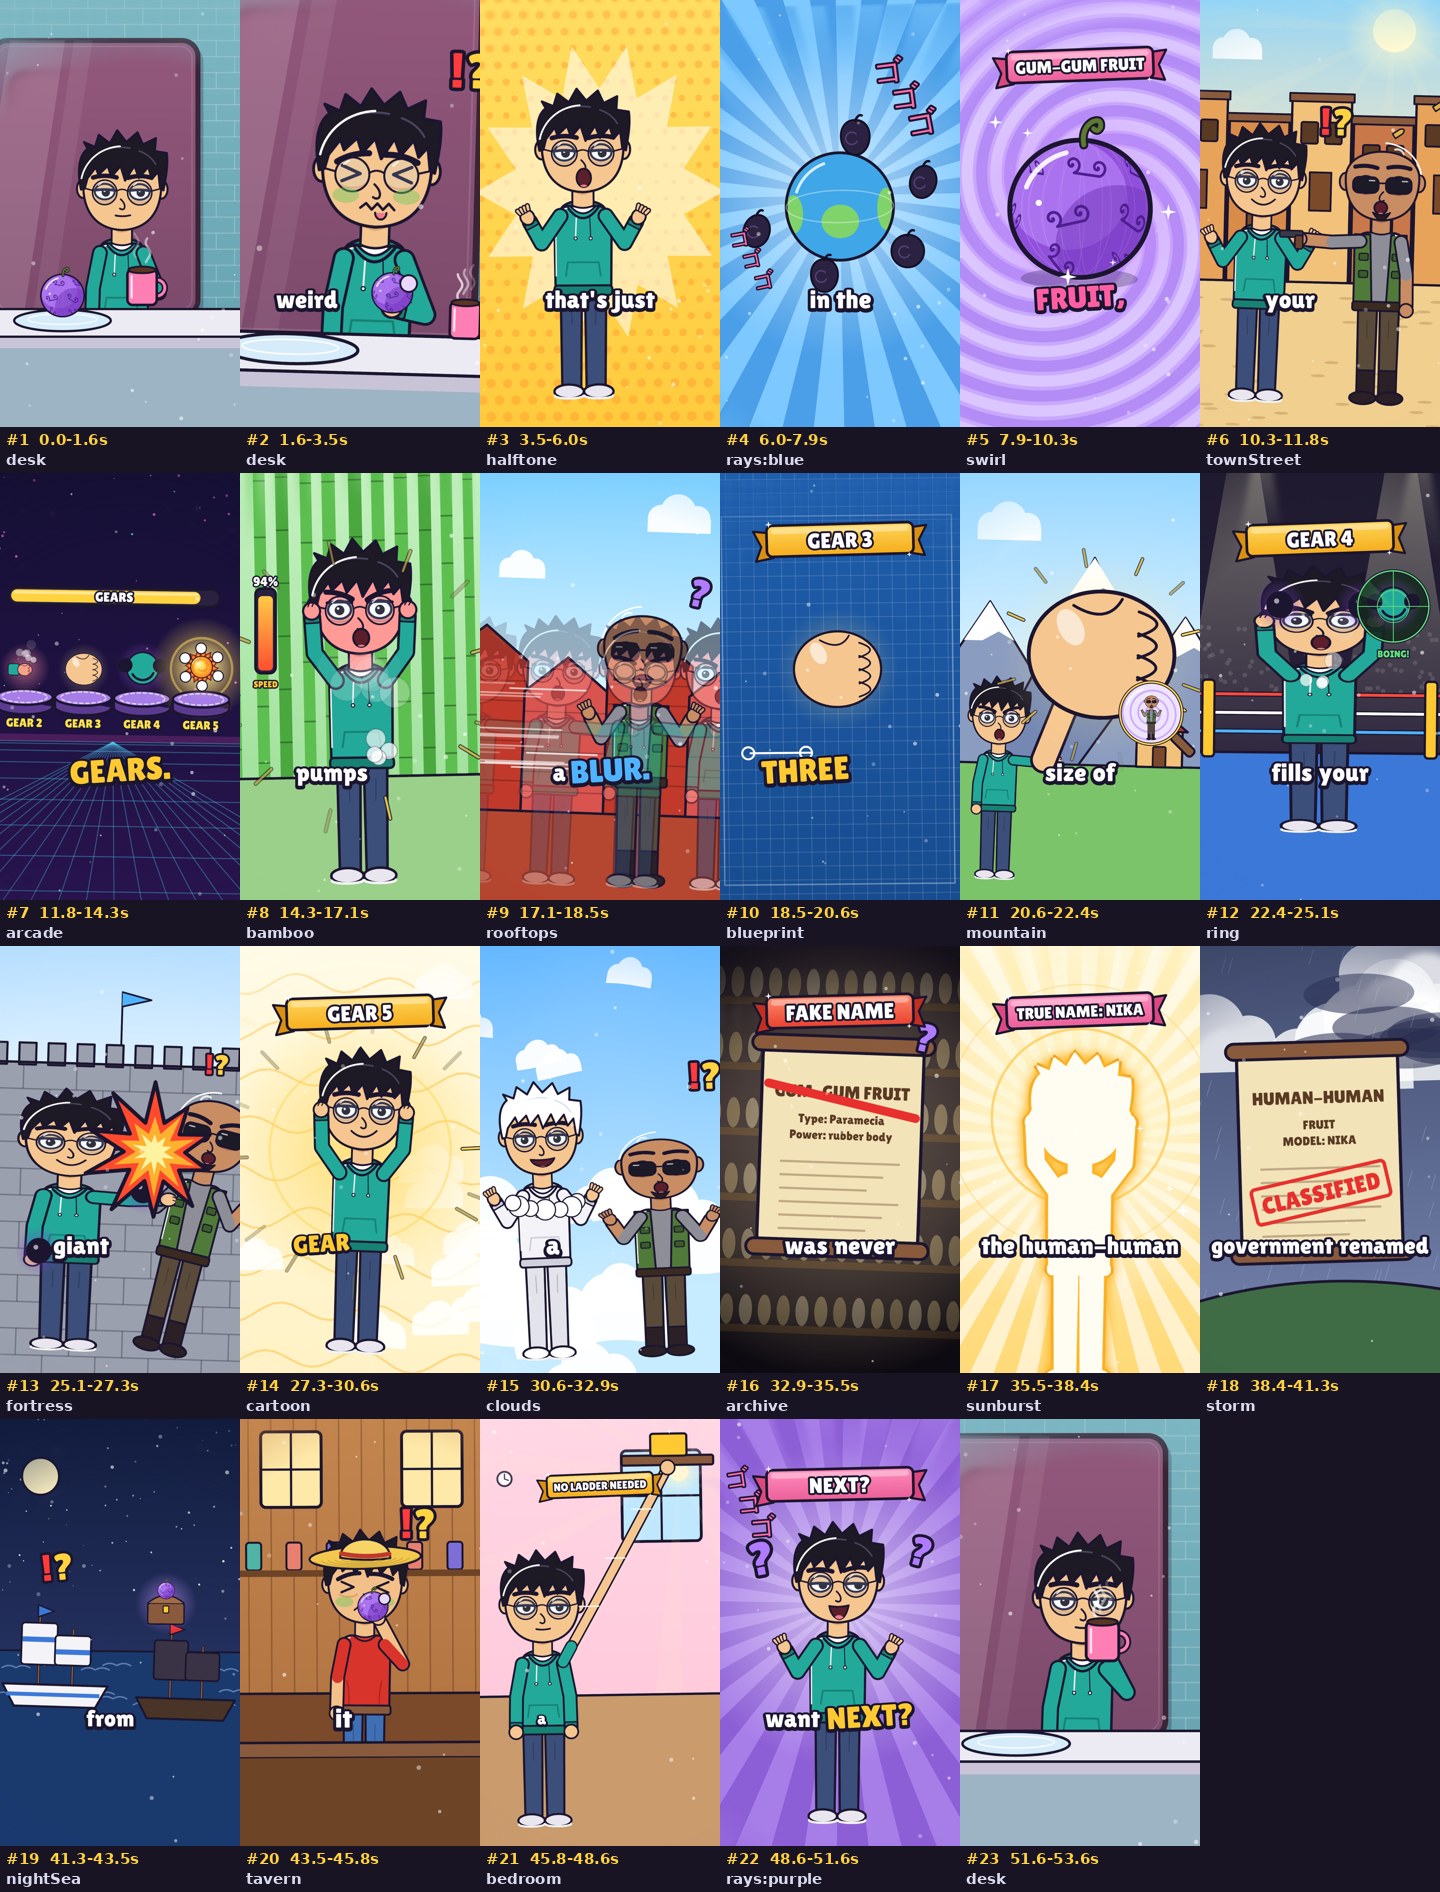 !?
weird
that's just
ゴゴゴ
C
C
C
C
C
ゴゴゴ
in the
GUM-GUM FRUIT
FRUIT,
!?
your
#1 0.0-1.6s
desk
#2 1.6-3.5s
desk
#3 3.5-6.0s
halftone
#4 6.0-7.9s
rays:blue
#5 7.9-10.3s
swirl
#6 10.3-11.8s
townStreet
GEARS
GEAR 2
GEAR 3
GEAR 4
GEAR 5
GEARS.
94%
SPEED
pumps
?
a BLUR.
GEAR 3
THREE
size of
GEAR 4
BOING!
fills your
#7 11.8-14.3s
arcade
#8 14.3-17.1s
bamboo
#9 17.1-18.5s
rooftops
#10 18.5-20.6s
blueprint
#11 20.6-22.4s
mountain
#12 22.4-25.1s
ring
!?
giant
GEAR 5
GEAR
!?
a
FAKE NAME
?
GUM-GUM FRUIT
Type: Paramecia
Power: rubber body
was never
TRUE NAME: NIKA
the human-human
HUMAN-HUMAN
FRUIT
MODEL: NIKA
CLASSIFIED
government renamed
#13 25.1-27.3s
fortress
#14 27.3-30.6s
cartoon
#15 30.6-32.9s
clouds
#16 32.9-35.5s
archive
#17 35.5-38.4s
sunburst
#18 38.4-41.3s
storm
!?
from
!?
it
NO LADDER NEEDED
a
ゴゴゴ
NEXT?
?
?
want NEXT?
#19 41.3-43.5s
nightSea
#20 43.5-45.8s
tavern
#21 45.8-48.6s
bedroom
#22 48.6-51.6s
rays:purple
#23 51.6-53.6s
desk